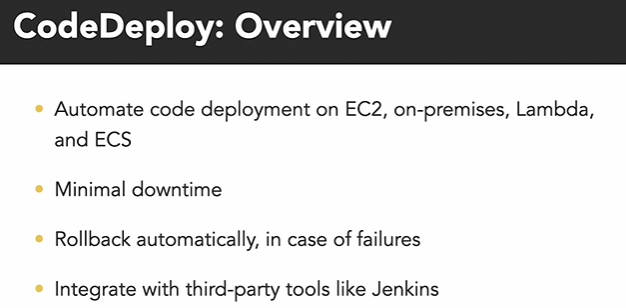 CodeDeploy: Overview
• Automate code deployment on EC2, on-premises, Lambda,
and ECS
• Minimal downtime
• Rollback automatically, in case of failures
• Integrate with third-party tools like Jenkins